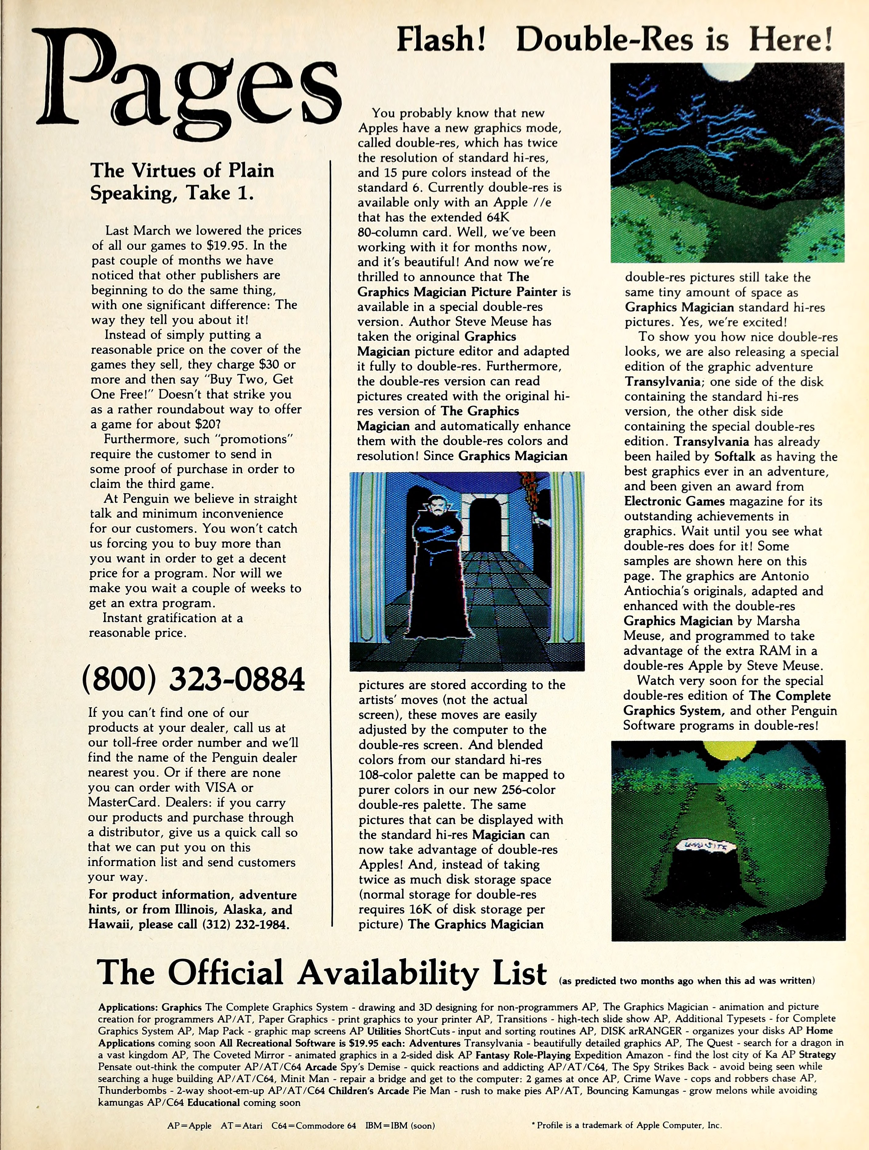 Pages
Flash! Double-Res is Here!
The Virtues of Plain
Speaking, Take 1.
Last March we lowered the prices
of all our games to $19.95. In the
past couple of months we have
noticed that other publishers are
beginning to do the same thing,
with one significant difference: The
way they tell you about it!
Instead of simply putting a
reasonable price on the cover of the
games they sell, they charge $30 or
more and then say "Buy Two, Get
One Free!" Doesn't that strike you
as a rather roundabout way to offer
a game for about $20?
Furthermore, such "promotions"
require the customer to send in
some proof of purchase in order to
claim the third game.
At Penguin we believe in straight
talk and minimum inconvenience
for our customers. You won't catch
us forcing you to buy more than
you want in order to get a decent
price for a program. Nor will we
make you wait a couple of weeks to
get an extra program.
Instant gratification at a
reasonable price.
(800) 323-0884
If you can't find one of our
products at your dealer, call us at
our toll-free order number and we'll
find the name of the Penguin dealer
nearest you. Or if there are none
you can order with VISA or
MasterCard. Dealers: if you carry
our products and purchase through
a distributor, give us a quick call so
that we can put you on this
information list and send customers
your way.
For product information, adventure
hints, or from Illinois, Alaska, and
Hawaii, please call (312) 232-1984.
You probably know that new
Apples have a new graphics mode,
called double-res, which has twice
the resolution of standard hi-res,
and 15 pure colors instead of the
standard 6. Currently double-res is
available only with an Apple //e
that has the extended 64K
80-column card. Well, we've been
working with it for months now,
and it's beautiful! And now we're
thrilled to announce that The
Graphics Magician Picture Painter is
available in a special double-res
version. Author Steve Meuse has
taken the original Graphics
Magician picture editor and adapted
it fully to double-res. Furthermore,
the double-res version can read
pictures created with the original hi-
res version of The Graphics
Magician and automatically enhance
them with the double-res colors and
resolution! Since Graphics Magician
pictures are stored according to the
artists' moves (not the actual
screen), these moves are easily
adjusted by the computer to the
double-res screen. And blended
colors from our standard hi-res
108-color palette can be mapped to
purer colors in our new 256-color
double-res palette. The same
pictures that can be displayed with
the standard hi-res Magician can
now take advantage of double-res
Apples! And, instead of taking
twice as much disk storage space
(normal storage for double-res
requires 16K of disk storage per
picture) The Graphics Magician
double-res pictures still take the
same tiny amount of space as
Graphics Magician standard hi-res
pictures. Yes, we're excited!
To show you how nice double-res
looks, we are also releasing a special
edition of the graphic adventure
Transylvania; one side of the disk
containing the standard hi-res
version, the other disk side
containing the special double-res
edition. Transylvania has already
been hailed by Softalk as having the
best graphics ever in an adventure,
and been given an award from
Electronic Games magazine for its
outstanding achievements in
graphics. Wait until you see what
double-res does for it! Some
samples are shown here on this
page. The graphics are Antonio
Antiochia's originals, adapted and
enhanced with the double-res
Graphics Magician by Marsha
Meuse, and programmed to take
advantage of the extra RAM in a
double-res Apple by Steve Meuse.
Watch very soon for the special
double-res edition of The Complete
Graphics System, and other Penguin
Software programs in double-res!
The Official Availability List (as predicted two months ago when this ad was written)
Applications: Graphics The Complete Graphics System - drawing and 3D designing for non-programmers AP, The Graphics Magician - animation and picture
creation for programmers AP/AT, Paper Graphics - print graphics to your printer AP, Transitions - high-tech slide show AP, Additional Typesets - for Complete
Graphics System AP, Map Pack - graphic map screens AP Utilities ShortCuts - input and sorting routines AP, DISK arRANGER - organizes your disks AP Home
Applications coming soon All Recreational Software is $19.95 each: Adventures Transylvania - beautifully detailed graphics AP, The Quest - search for a dragon in
a vast kingdom AP, The Coveted Mirror - animated graphics in a 2-sided disk AP Fantasy Role-Playing Expedition Amazon - find the lost city of Ka AP Strategy
Pensate out-think the computer AP/AT/C64 Arcade Spy's Demise - quick reactions and addicting AP/AT/C64, The Spy Strikes Back - avoid being seen while
searching a huge building AP/AT/C64, Minit Man - repair a bridge and get to the computer: 2 games at once AP, Crime Wave - cops and robbers chase AP,
Thunderbombs - 2-way shoot-em-up AP/AT/C64 Children's Arcade Pie Man - rush to make pies AP/AT, Bouncing Kamungas - grow melons while avoiding
kamungas AP/C64 Educational coming soon
AP=Apple AT=Atari C64=Commodore 64 IBM=IBM (soon)
*Profile is a trademark of Apple Computer, Inc.